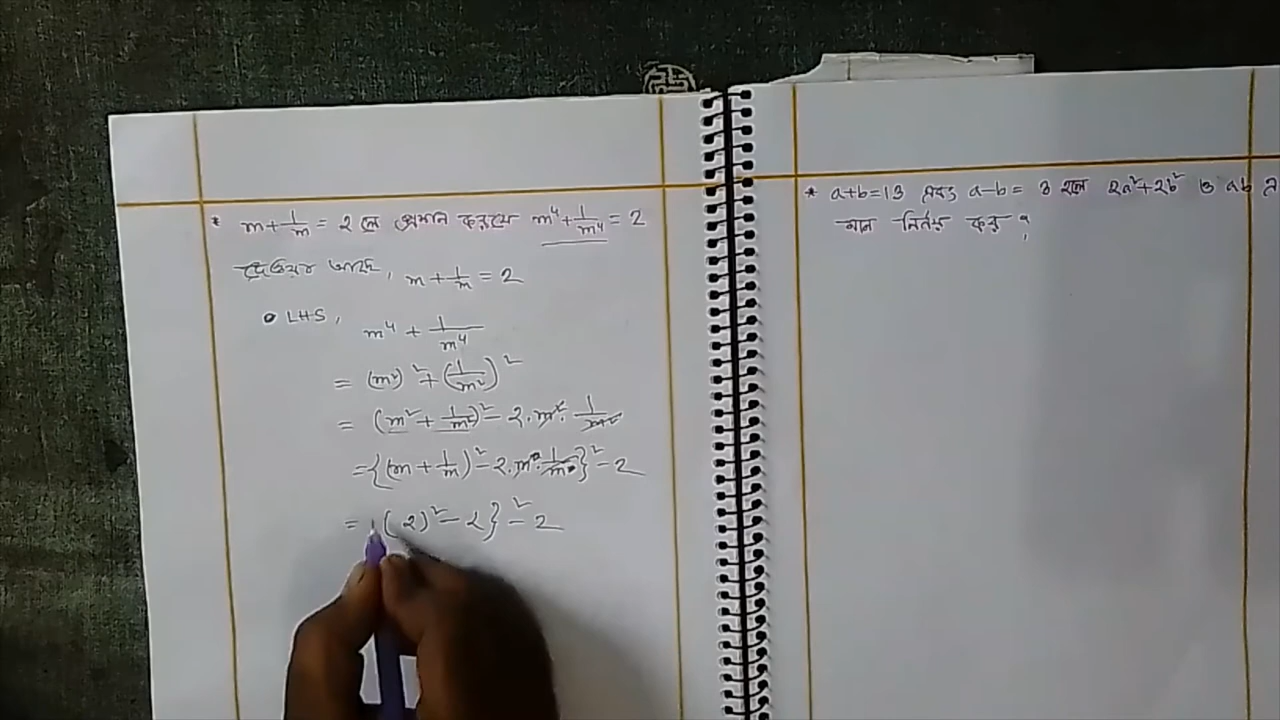 * m + 1/m = 2 হলে প্রমান করযে m⁴ + 1/m⁴ = 2
দেওয়া আছে, m + 1/m = 2
LHS, m⁴ + 1/m⁴
= (m²)² + (1/m²)²
= (m² + 1/m²)² - 2.m².1/m²
= {(m + 1/m)² - 2.m.1/m}² - 2
= {(2)² - 2}² - 2
* a+b=13 এবং a-b= 3 হলে 2a²+2b² ও ab
মান নির্ণয় কর ?